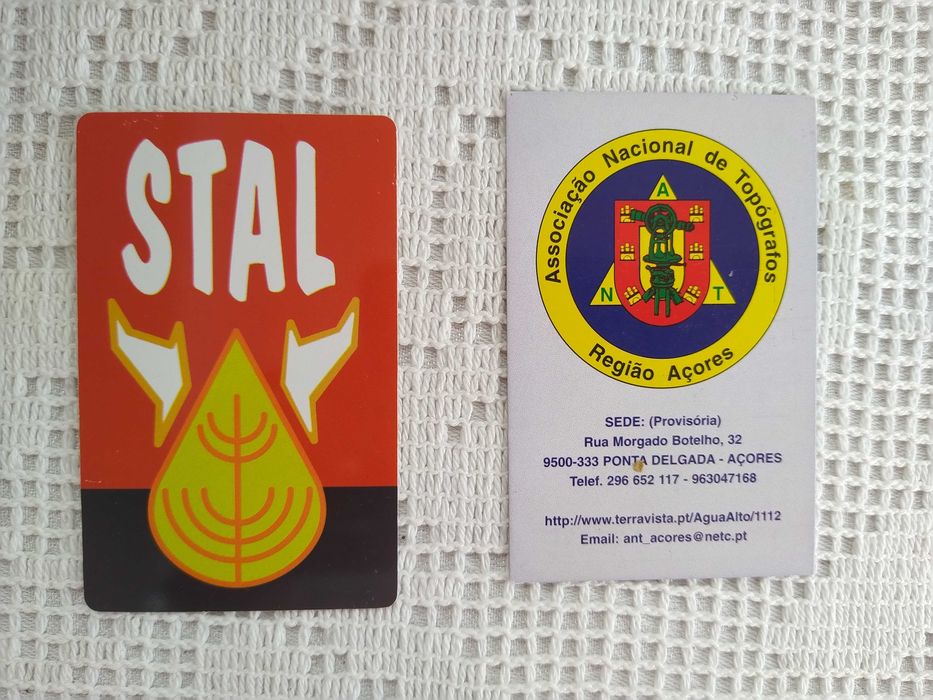 STAL
Associação Nacional de Topógrafos
A
N T
Região Açores
SEDE: (Provisória)
Rua Morgado Botelho, 32
9500-333 PONTA DELGADA - AÇORES
Telef. 296 652 117 - 963047168
http://www.terravista.pt/AguaAlto/1112
Email: ant_acores@netc.pt